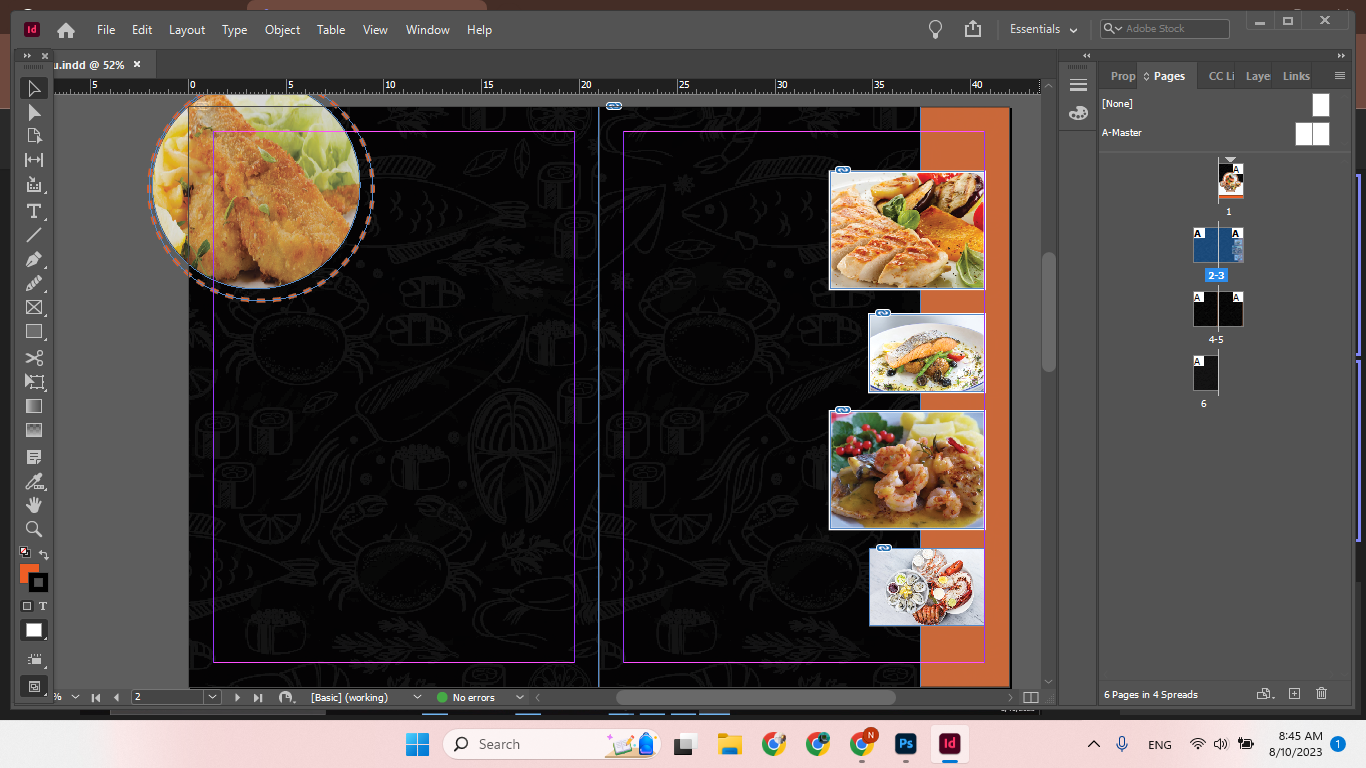 Id File Edit Layout Type Object Table View Window Help Essentials Adobe Stock
u.indd @ 52% ×
Prop Pages CC Li Laye Links
5 0 5 10 15 20 25 30 35 40
[None]
A-Master
A
1
A A
2-3
A A
4-5
A
6
T
T
% 2 [Basic] (working) No errors
6 Pages in 4 Spreads
Search
N
Ps
Id
ENG
8:45 AM
8/10/2023
1